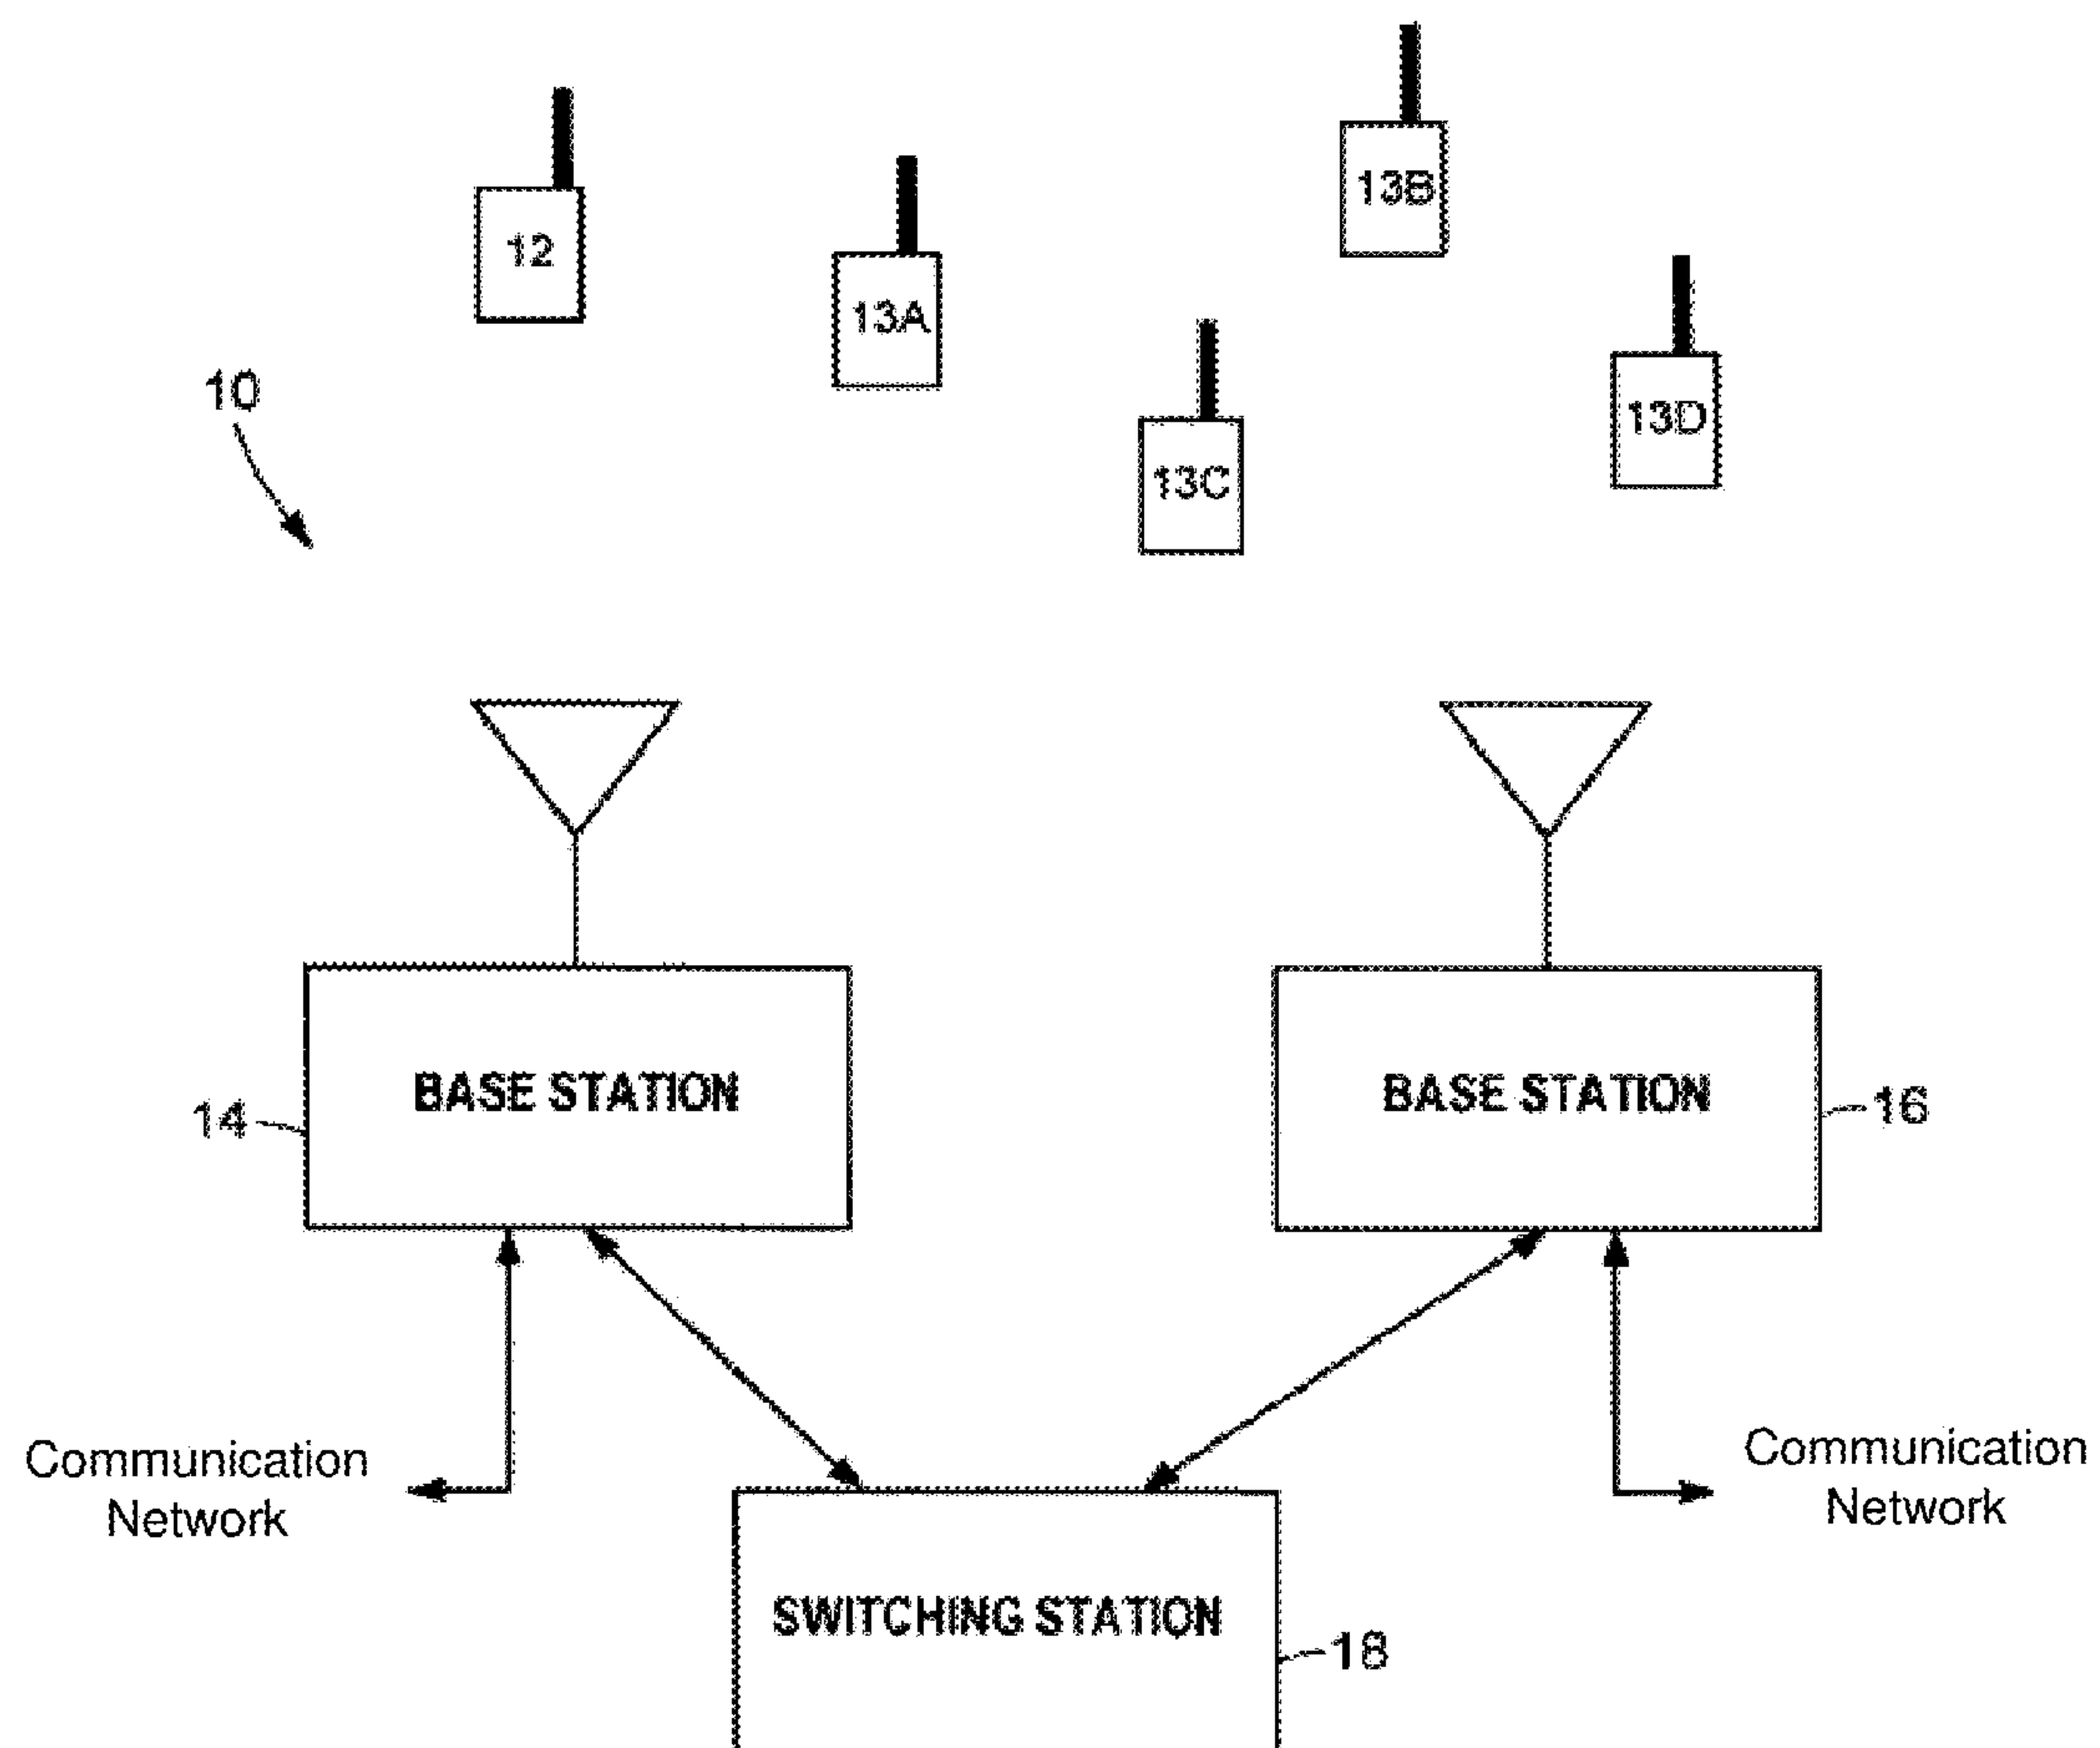 13B
12
13A
10
13D
13C
BASE STATION
BASE STATION
14
16
Communication
Network
Communication
Network
SWITCHING STATION
18